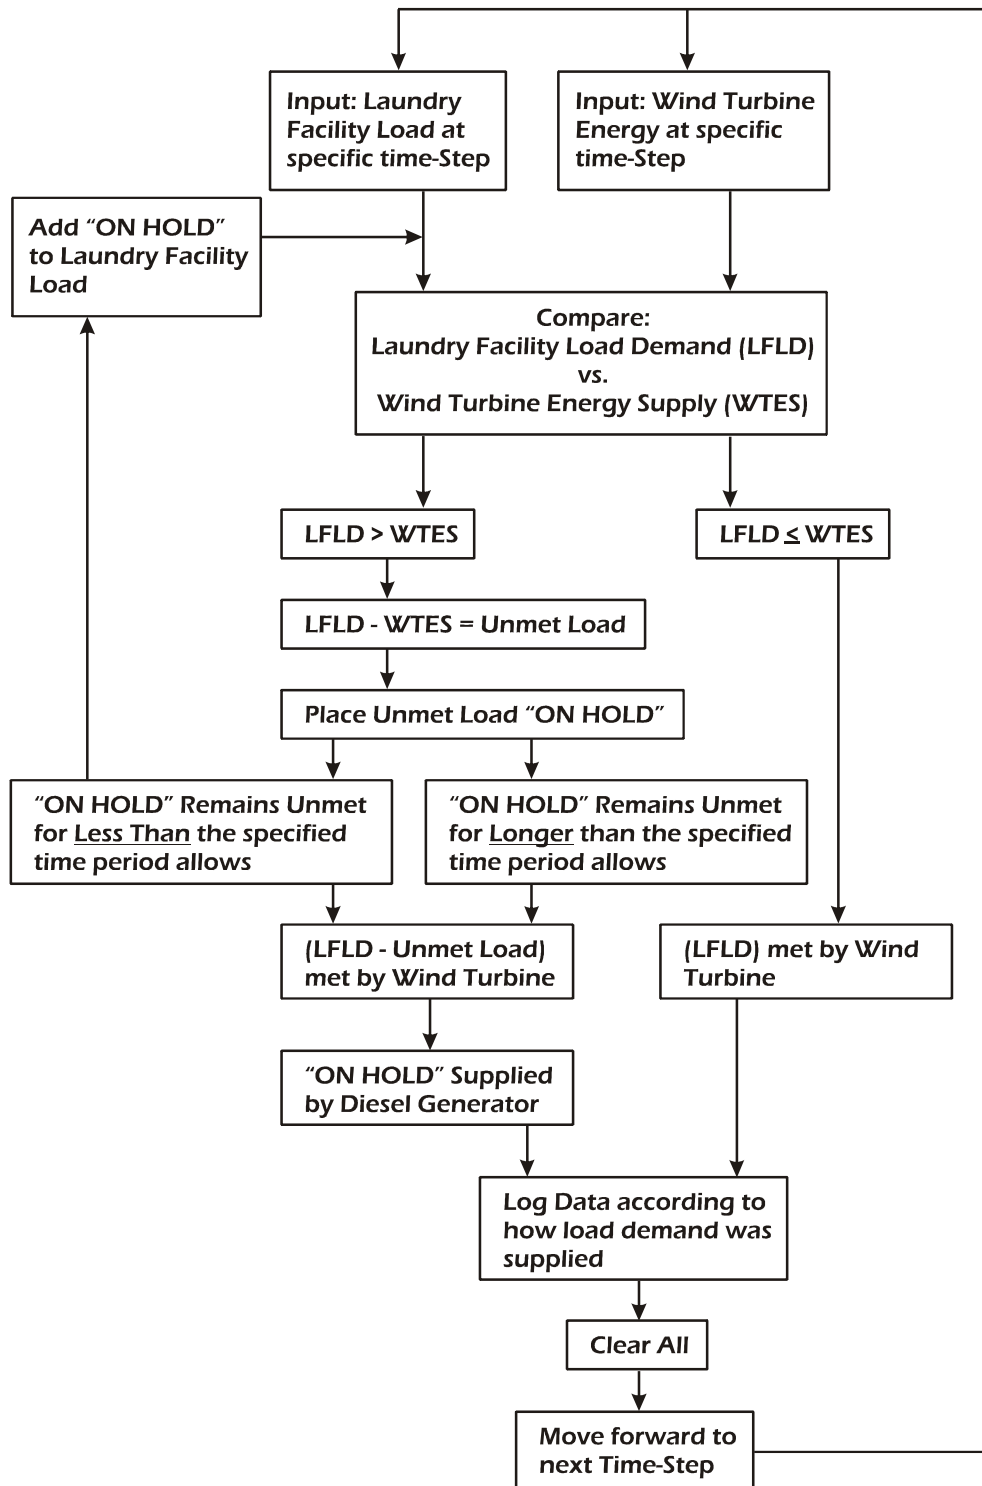 Input: Laundry
Facility Load at
specific time-Step
Input: Wind Turbine
Energy at specific
time-Step
Add “ON HOLD”
to Laundry Facility
Load
Compare:
Laundry Facility Load Demand (LFLD)
vs.
Wind Turbine Energy Supply (WTES)
LFLD > WTES
LFLD ≤ WTES
LFLD - WTES = Unmet Load
Place Unmet Load “ON HOLD”
“ON HOLD” Remains Unmet
for Less Than the specified
time period allows
“ON HOLD” Remains Unmet
for Longer than the specified
time period allows
(LFLD - Unmet Load)
met by Wind Turbine
(LFLD) met by Wind
Turbine
“ON HOLD” Supplied
by Diesel Generator
Log Data according to
how load demand was
supplied
Clear All
Move forward to
next Time-Step